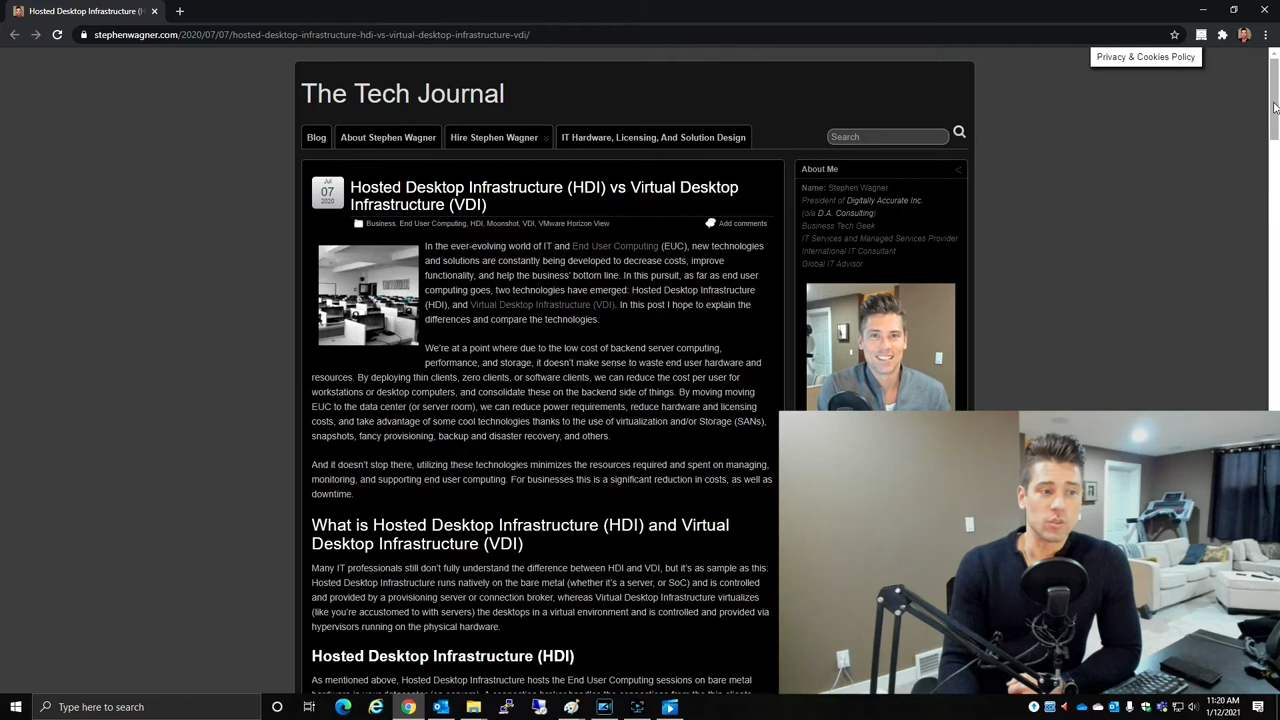 Hosted Desktop Infrastructure (H
stephenwagner.com/2020/07/07/hosted-desktop-infrastructure-hdi-vs-virtual-desktop-infrastructure-vdi/
Privacy & Cookies Policy
The Tech Journal
Blog
About Stephen Wagner
Hire Stephen Wagner
IT Hardware, Licensing, And Solution Design
Search
Jul
07
2020
Hosted Desktop Infrastructure (HDI) vs Virtual Desktop
Infrastructure (VDI)
Business, End User Computing, HDI, Moonshot, VDI, VMware Horizon View
Add comments
In the ever-evolving world of IT and End User Computing (EUC), new technologies
and solutions are constantly being developed to decrease costs, improve
functionality, and help the business' bottom line. In this pursuit, as far as end user
computing goes, two technologies have emerged: Hosted Desktop Infrastructure
(HDI), and Virtual Desktop Infrastructure (VDI). In this post I hope to explain the
differences and compare the technologies.
We're at a point where due to the low cost of backend server computing,
performance, and storage, it doesn't make sense to waste end user hardware and
resources. By deploying thin clients, zero clients, or software clients, we can reduce the cost per user for
workstations or desktop computers, and consolidate these on the backend side of things. By moving moving
EUC to the data center (or server room), we can reduce power requirements, reduce hardware and licensing
costs, and take advantage of some cool technologies thanks to the use of virtualization and/or Storage (SANs),
snapshots, fancy provisioning, backup and disaster recovery, and others.
And it doesn't stop there, utilizing these technologies minimizes the resources required and spent on managing,
monitoring, and supporting end user computing. For businesses this is a significant reduction in costs, as well as
downtime.
What is Hosted Desktop Infrastructure (HDI) and Virtual
Desktop Infrastructure (VDI)
Many IT professionals still don't fully understand the difference between HDI and VDI, but it's as sample as this:
Hosted Desktop Infrastructure runs natively on the bare metal (whether it's a server, or SoC) and is controlled
and provided by a provisioning server or connection broker, whereas Virtual Desktop Infrastructure virtualizes
(like you're accustomed to with servers) the desktops in a virtual environment and is controlled and provided via
hypervisors running on the physical hardware.
Hosted Desktop Infrastructure (HDI)
As mentioned above, Hosted Desktop Infrastructure hosts the End User Computing sessions on bare metal
About Me
Name: Stephen Wagner
President of Digitally Accurate Inc.
(o/a D.A. Consulting)
Business Tech Geek
IT Services and Managed Services Provider
International IT Consultant
Global IT Advisor
Type here to search
11:20 AM
1/12/2021